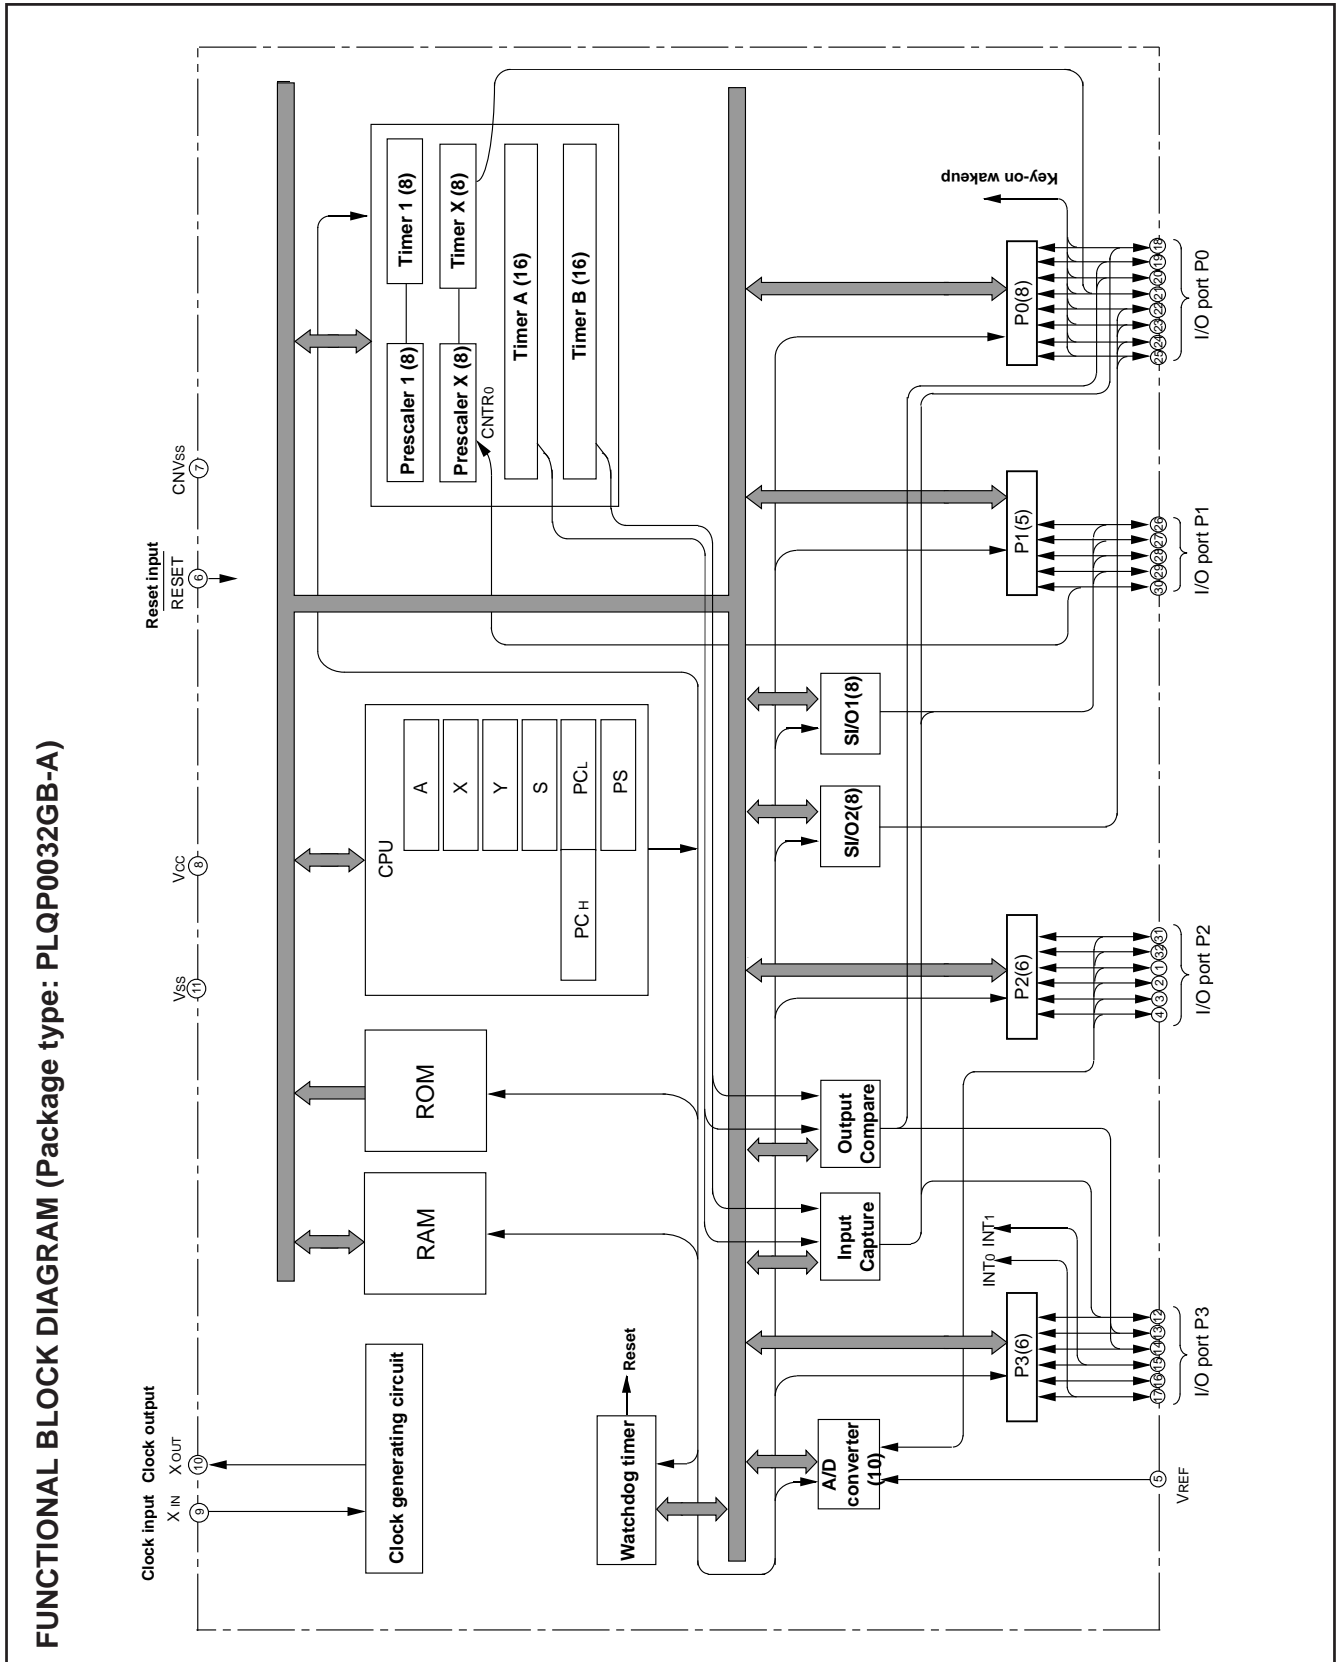 FUNCTIONAL BLOCK DIAGRAM (Package type: PLQP0032GB-A)
Clock input Clock output
X IN X OUT
9 10
VSS
11
VCC
8
Reset input
RESET
6
CNVSS
7
Clock generating circuit
RAM
ROM
CPU
A
X
Y
S
PCH PCL
PS
Prescaler 1 (8) Timer 1 (8)
Prescaler X (8) Timer X (8)
CNTR0
Timer A (16)
Timer B (16)
Watchdog timer
Reset
A/D
converter
(10)
Input
Capture
Output
Compare
SI/O2(8)
SI/O1(8)
INT0 INT1
Key-on wakeup
P3(6)
P2(6)
P1(5)
P0(8)
5
17 16 15 14 13 12
4 3 2 1 32 31
30 29 28 27 26
25 24 23 22 21 20 19 18
VREF
I/O port P3
I/O port P2
I/O port P1
I/O port P0